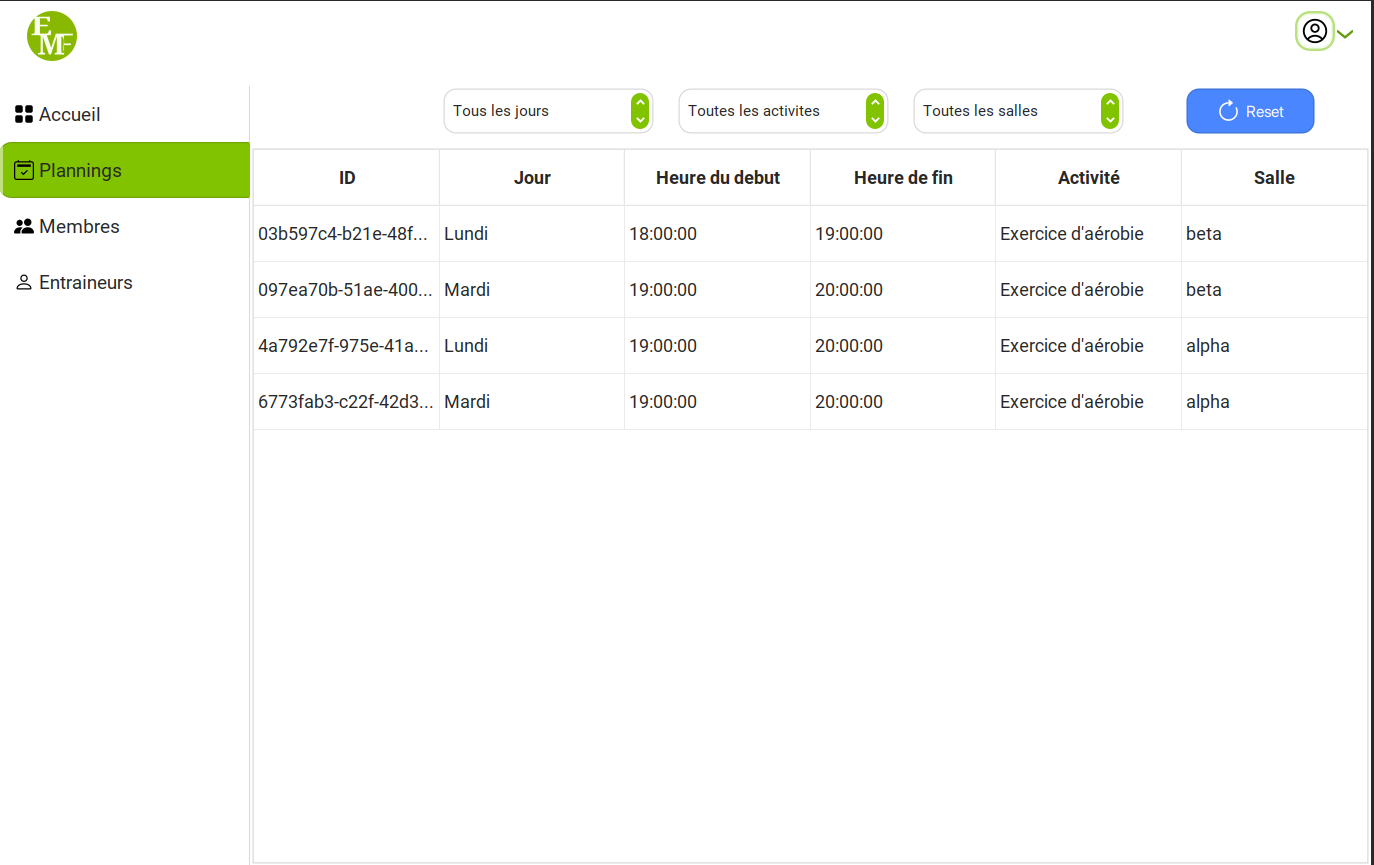 EMF
Accueil
Plannings
Membres
Entraineurs
Tous les jours
Toutes les activites
Toutes les salles
Reset
ID Jour Heure du debut Heure de fin Activité Salle
03b597c4-b21e-48f... Lundi 18:00:00 19:00:00 Exercice d'aérobie beta
097ea70b-51ae-400... Mardi 19:00:00 20:00:00 Exercice d'aérobie beta
4a792e7f-975e-41a... Lundi 19:00:00 20:00:00 Exercice d'aérobie alpha
6773fab3-c22f-42d3... Mardi 19:00:00 20:00:00 Exercice d'aérobie alpha